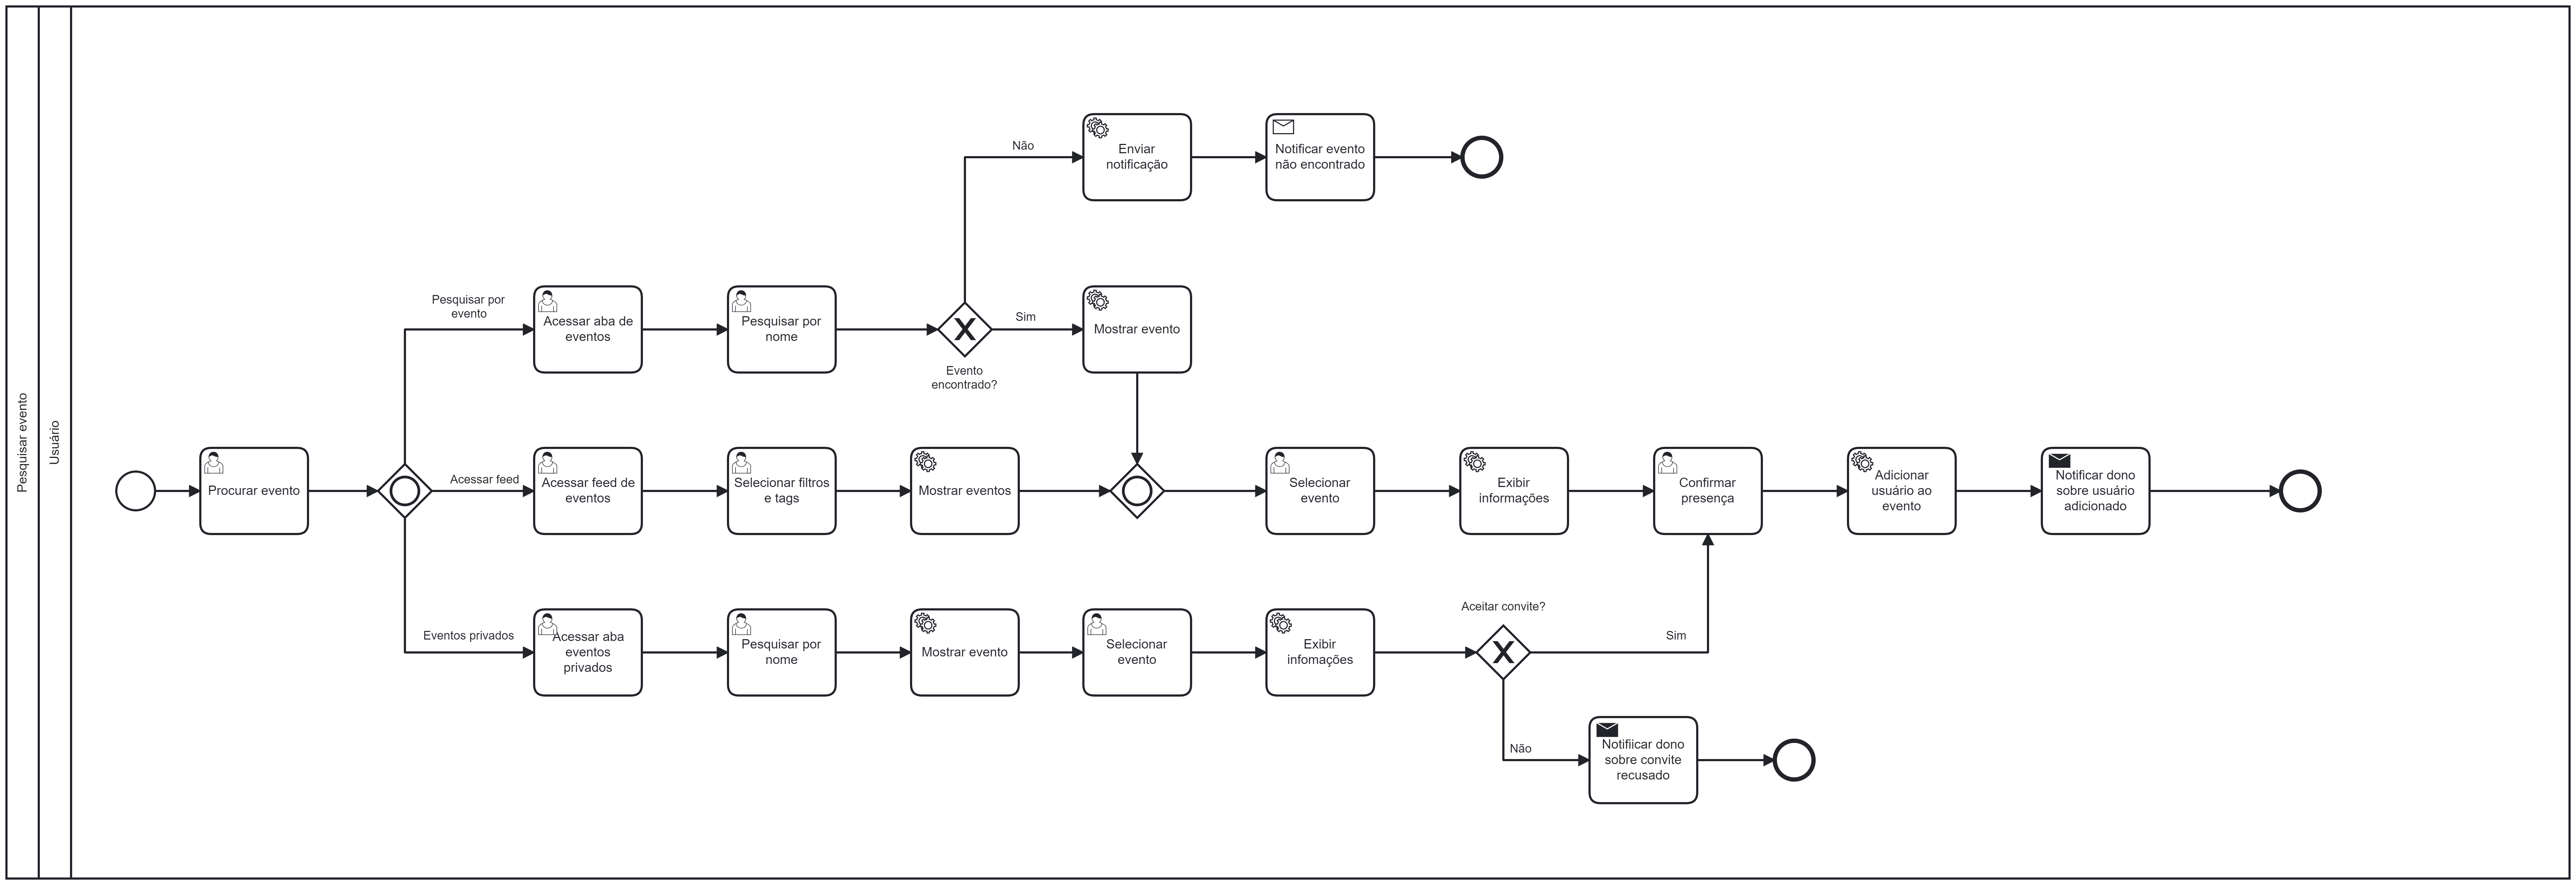 Pesquisar evento
Usuário
Não
Enviar
notificação
Notificar evento
não encontrado
Pesquisar por
evento
Acessar aba de
eventos
Pesquisar por
nome
Sim
Mostrar evento
Evento
encontrado?
Procurar evento
Acessar feed
Acessar feed de
eventos
Selecionar filtros
e tags
Mostrar eventos
Selecionar
evento
Exibir
informações
Confirmar
presença
Adicionar
usuário ao
evento
Notificar dono
sobre usuário
adicionado
Eventos privados
Acessar aba
eventos
privados
Pesquisar por
nome
Mostrar evento
Selecionar
evento
Exibir
infomações
Aceitar convite?
Sim
Não
Notifiicar dono
sobre convite
recusado